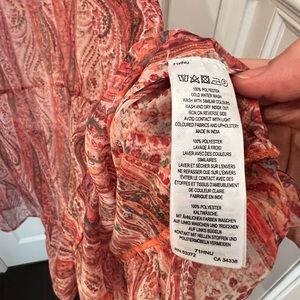 71HNU
100% POLYESTER
COLD WATER WASH
WASH WITH SIMILAR COLOURS
WASH AND DRY INSIDE OUT
IRON ON REVERSE SIDE
AVOID CONTACT WITH LIGHT
COLOURED FABRICS AND UPHOLSTERY
MADE IN INDIA
100% POLYESTER
LAVAGE À FROID
LAVER AVEC DES COULEURS
SIMILAIRES
LAVER ET SÉCHER SUR L'ENVERS
NE REPASSER QUE SUR L'ENVERS
ÉVITER LE CONTACT AVEC DES
ÉTOFFES ET TISSUS D'AMEUBLEMENT
DE COULEUR CLAIRE
FABRIQUÉ EN INDE
100% POLYESTER
KALTWÄSCHE
MIT ÄHNLICHEN FARBEN WASCHEN
AUF LINKS WASCHEN UND TROCKNEN
AUF LINKS BÜGELN
KONTAKT MIT HELLEN STOFFEN UND
POLSTERMÖBELN VERMEIDEN
71HNU
RN 59372
CA 34338